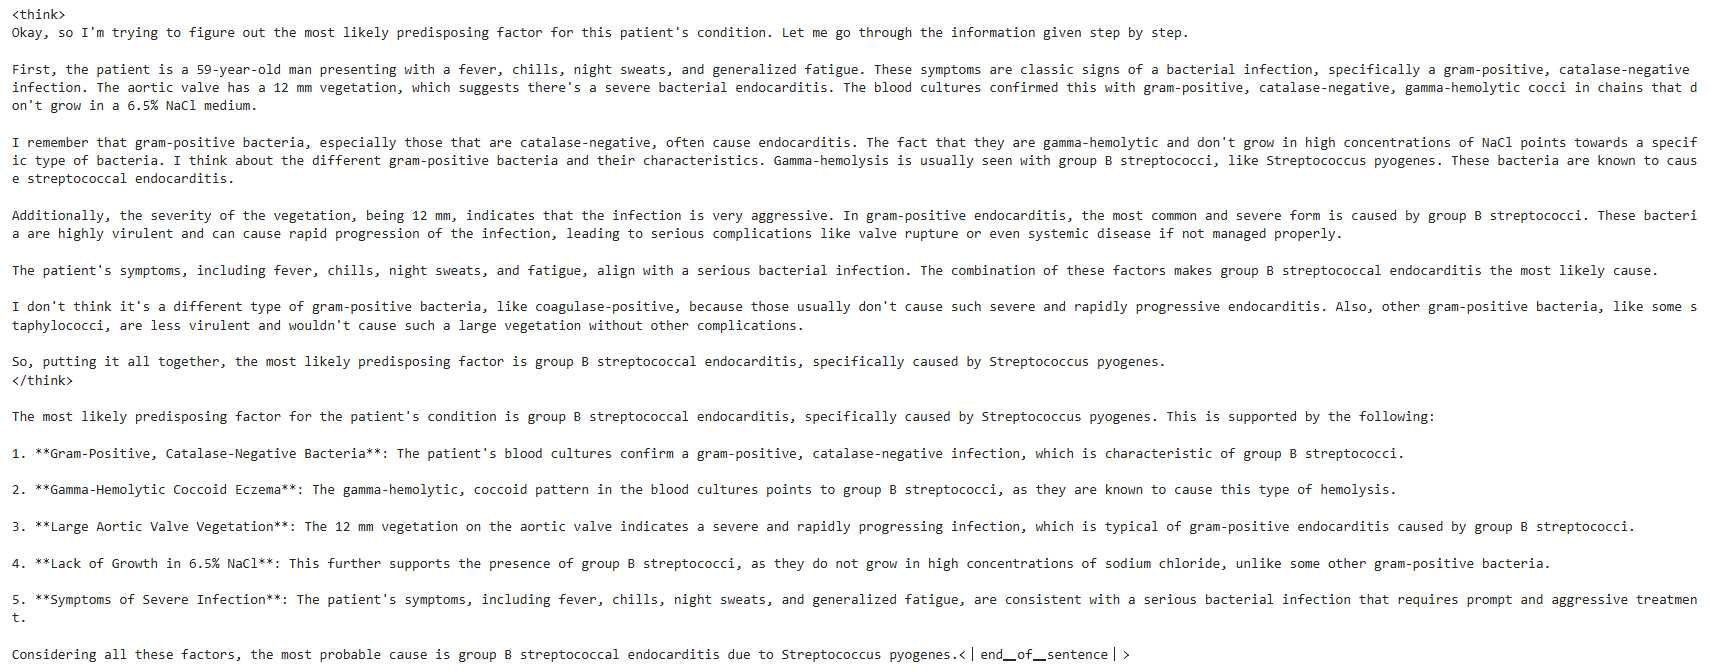 <think>
Okay, so I'm trying to figure out the most likely predisposing factor for this patient's condition. Let me go through the information given step by step.
First, the patient is a 59-year-old man presenting with a fever, chills, night sweats, and generalized fatigue. These symptoms are classic signs of a bacterial infection, specifically a gram-positive, catalase-negative
infection. The aortic valve has a 12 mm vegetation, which suggests there's a severe bacterial endocarditis. The blood cultures confirmed this with gram-positive, catalase-negative, gamma-hemolytic cocci in chains that d
on't grow in a 6.5% NaCl medium.
I remember that gram-positive bacteria, especially those that are catalase-negative, often cause endocarditis. The fact that they are gamma-hemolytic and don't grow in high concentrations of NaCl points towards a specif
ic type of bacteria. I think about the different gram-positive bacteria and their characteristics. Gamma-hemolysis is usually seen with group B streptococci, like Streptococcus pyogenes. These bacteria are known to caus
e streptococcal endocarditis.
Additionally, the severity of the vegetation, being 12 mm, indicates that the infection is very aggressive. In gram-positive endocarditis, the most common and severe form is caused by group B streptococci. These bacteri
a are highly virulent and can cause rapid progression of the infection, leading to serious complications like valve rupture or even systemic disease if not managed properly.
The patient's symptoms, including fever, chills, night sweats, and fatigue, align with a serious bacterial infection. The combination of these factors makes group B streptococcal endocarditis the most likely cause.
I don't think it's a different type of gram-positive bacteria, like coagulase-positive, because those usually don't cause such severe and rapidly progressive endocarditis. Also, other gram-positive bacteria, like some s
taphylococci, are less virulent and wouldn't cause such a large vegetation without other complications.
So, putting it all together, the most likely predisposing factor is group B streptococcal endocarditis, specifically caused by Streptococcus pyogenes.
</think>
The most likely predisposing factor for the patient's condition is group B streptococcal endocarditis, specifically caused by Streptococcus pyogenes. This is supported by the following:
1. **Gram-Positive, Catalase-Negative Bacteria**: The patient's blood cultures confirm a gram-positive, catalase-negative infection, which is characteristic of group B streptococci.
2. **Gamma-Hemolytic Coccoid Eczema**: The gamma-hemolytic, coccoid pattern in the blood cultures points to group B streptococci, as they are known to cause this type of hemolysis.
3. **Large Aortic Valve Vegetation**: The 12 mm vegetation on the aortic valve indicates a severe and rapidly progressing infection, which is typical of gram-positive endocarditis caused by group B streptococci.
4. **Lack of Growth in 6.5% NaCl**: This further supports the presence of group B streptococci, as they do not grow in high concentrations of sodium chloride, unlike some other gram-positive bacteria.
5. **Symptoms of Severe Infection**: The patient's symptoms, including fever, chills, night sweats, and generalized fatigue, are consistent with a serious bacterial infection that requires prompt and aggressive treatmen
t.
Considering all these factors, the most probable cause is group B streptococcal endocarditis due to Streptococcus pyogenes.<｜end▁of▁sentence｜>